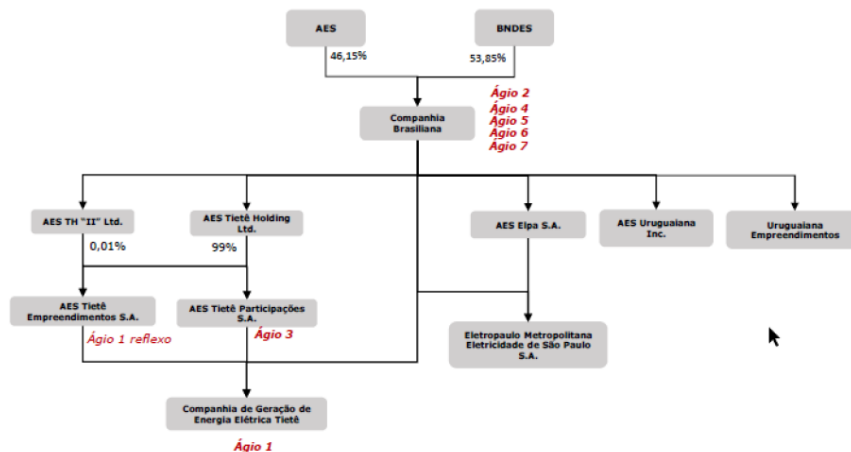 AES
BNDES
46,15%
53,85%
Companhia
Brasiliana
Ágio 2
Ágio 4
Ágio 5
Ágio 6
Ágio 7
AES TH "II" Ltd.
AES Tietê Holding
Ltd.
AES Elpa S.A.
AES Uruguaiana
Inc.
Uruguaiana
Empreendimentos
0,01%
99%
AES Tietê
Empreendimentos S.A.
AES Tietê Participações
S.A.
Ágio 1 reflexo
Ágio 3
Eletropaulo Metropolitana
Eletricidade de São Paulo
S.A.
Companhia de Geração de
Energia Elétrica Tietê
Ágio 1